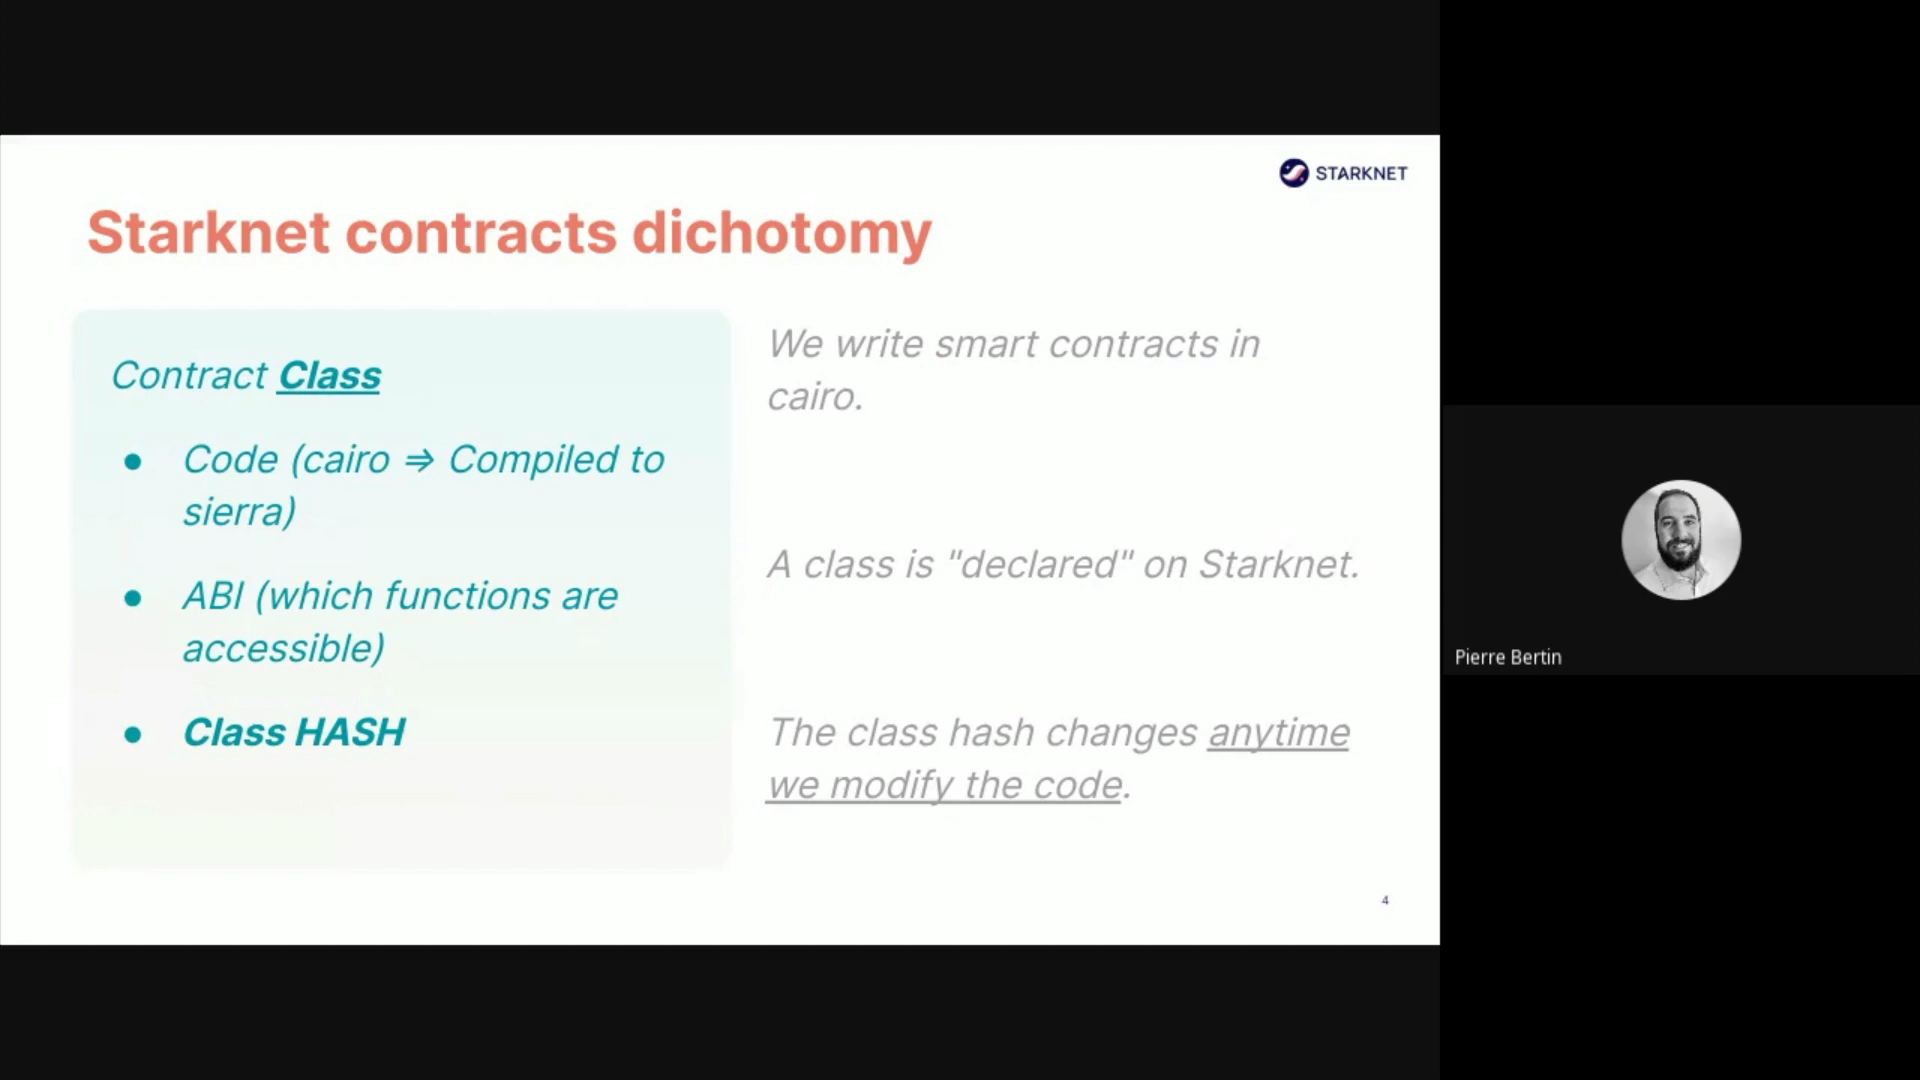 STARKNET
Starknet contracts dichotomy
Contract Class
● Code (cairo ⇒ Compiled to
sierra)
● ABI (which functions are
accessible)
● Class HASH
We write smart contracts in
cairo.
A class is "declared" on Starknet.
The class hash changes anytime
we modify the code.
4
Pierre Bertin